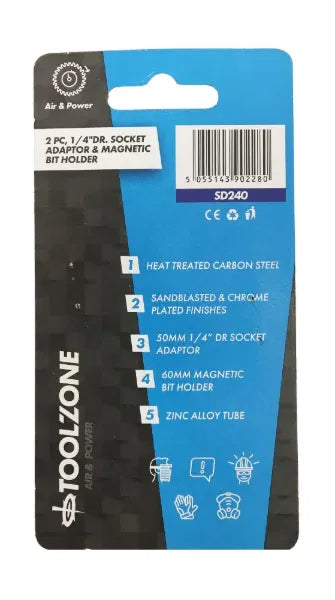 Air & Power
2 PC, 1/4"DR. SOCKET
ADAPTOR & MAGNETIC
BIT HOLDER
5 055143 902280
SD240
CE
1 HEAT TREATED CARBON STEEL
2 SANDBLASTED & CHROME
PLATED FINISHES
3 50MM 1/4" DR SOCKET
ADAPTOR
4 60MM MAGNETIC
BIT HOLDER
5 ZINC ALLOY TUBE
TOOLZONE
AIR & POWER